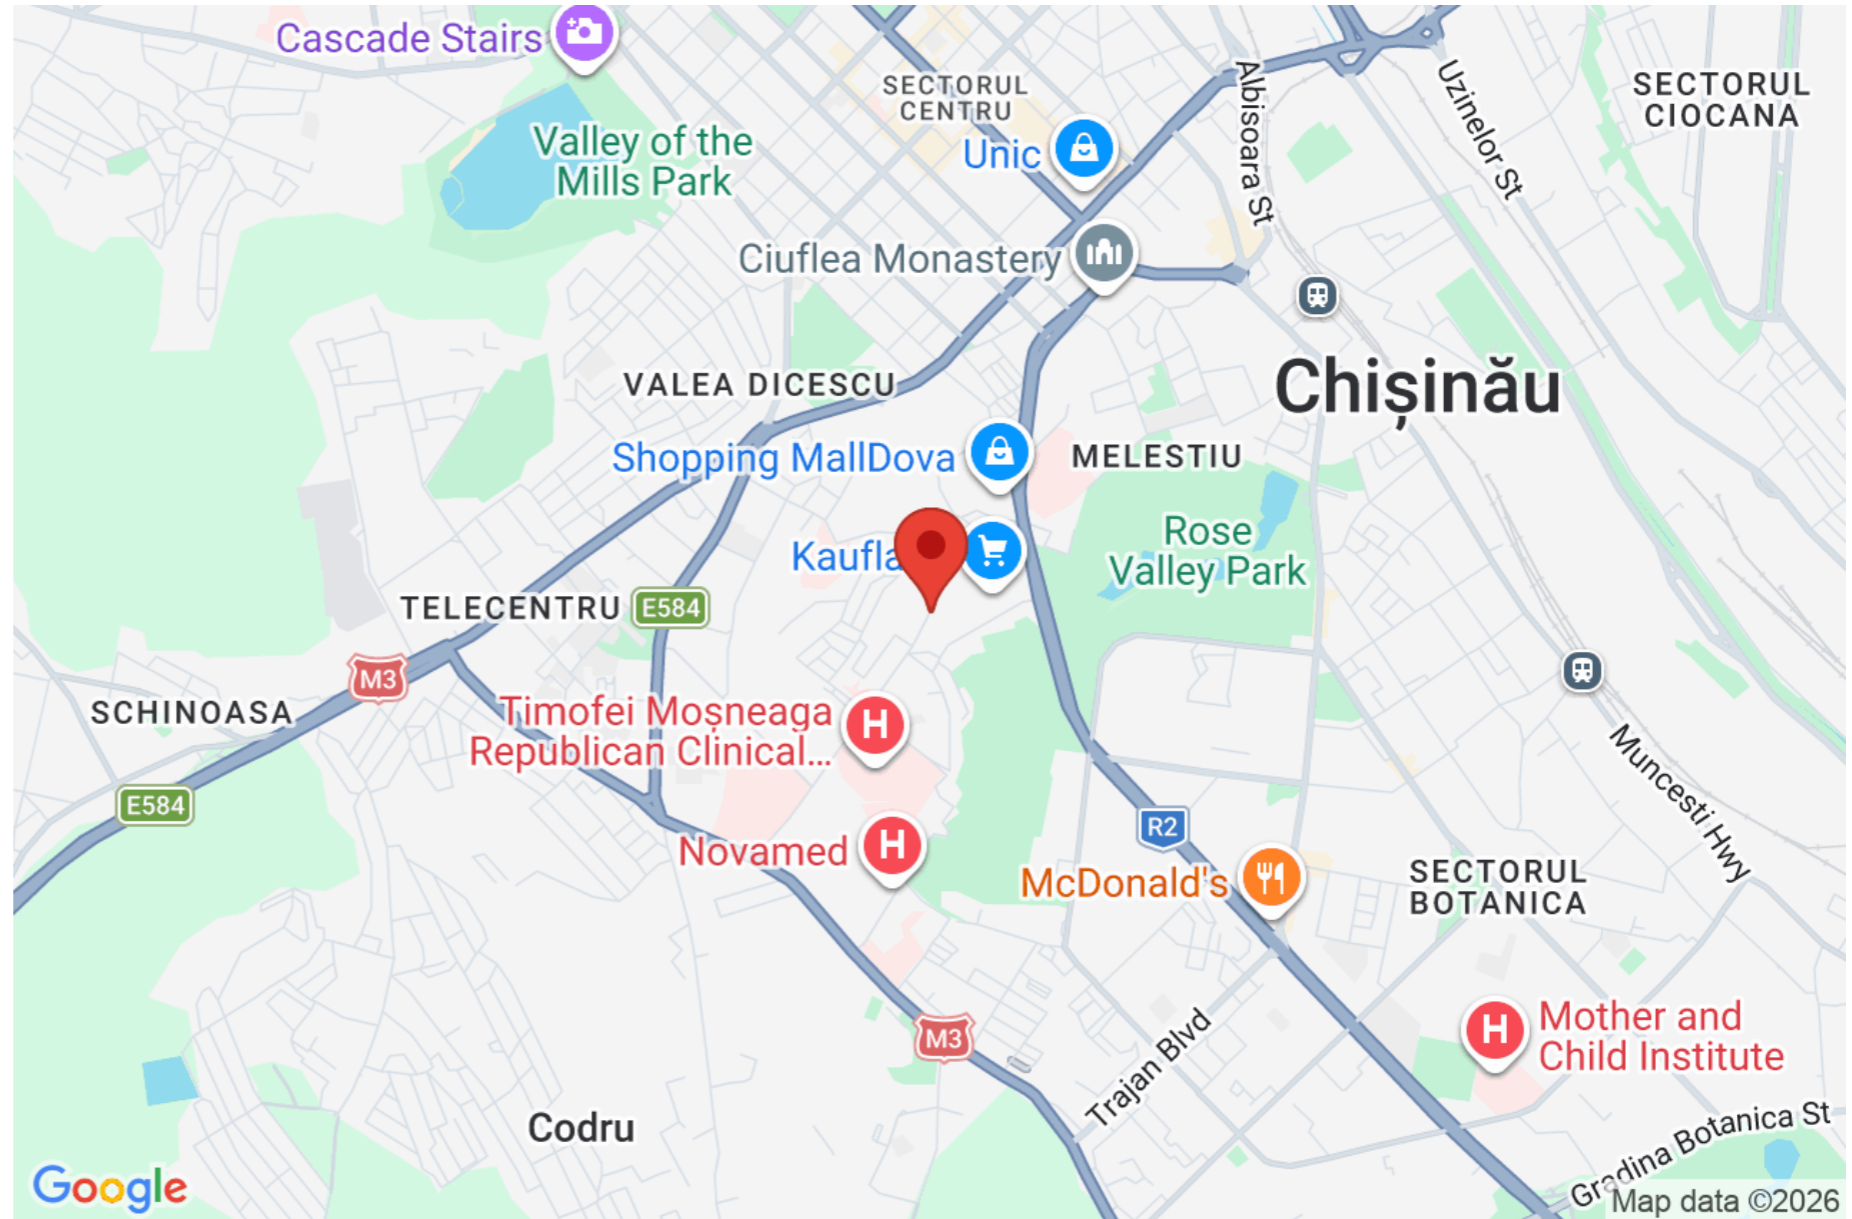 Cascade Stairs
SECTORUL
CENTRU
Albisoara St
Uzinelor St
SECTORUL
CIOCANA
Valley of the
Mills Park
Unic
Ciuflea Monastery
VALEA DICESCU
Chișinău
Shopping MallDova
MELESTIU
Kaufla
Rose
Valley Park
TELECENTRU
E584
M3
SCHINOASA
Timofei Moșneaga
Republican Clinical...
H
E584
Novamed
H
R2
McDonald's
Muncesti Hwy
SECTORUL
BOTANICA
M3
Trajan Blvd
H
Mother and
Child Institute
Codru
Gradina Botanica St
Google
Map data ©2026